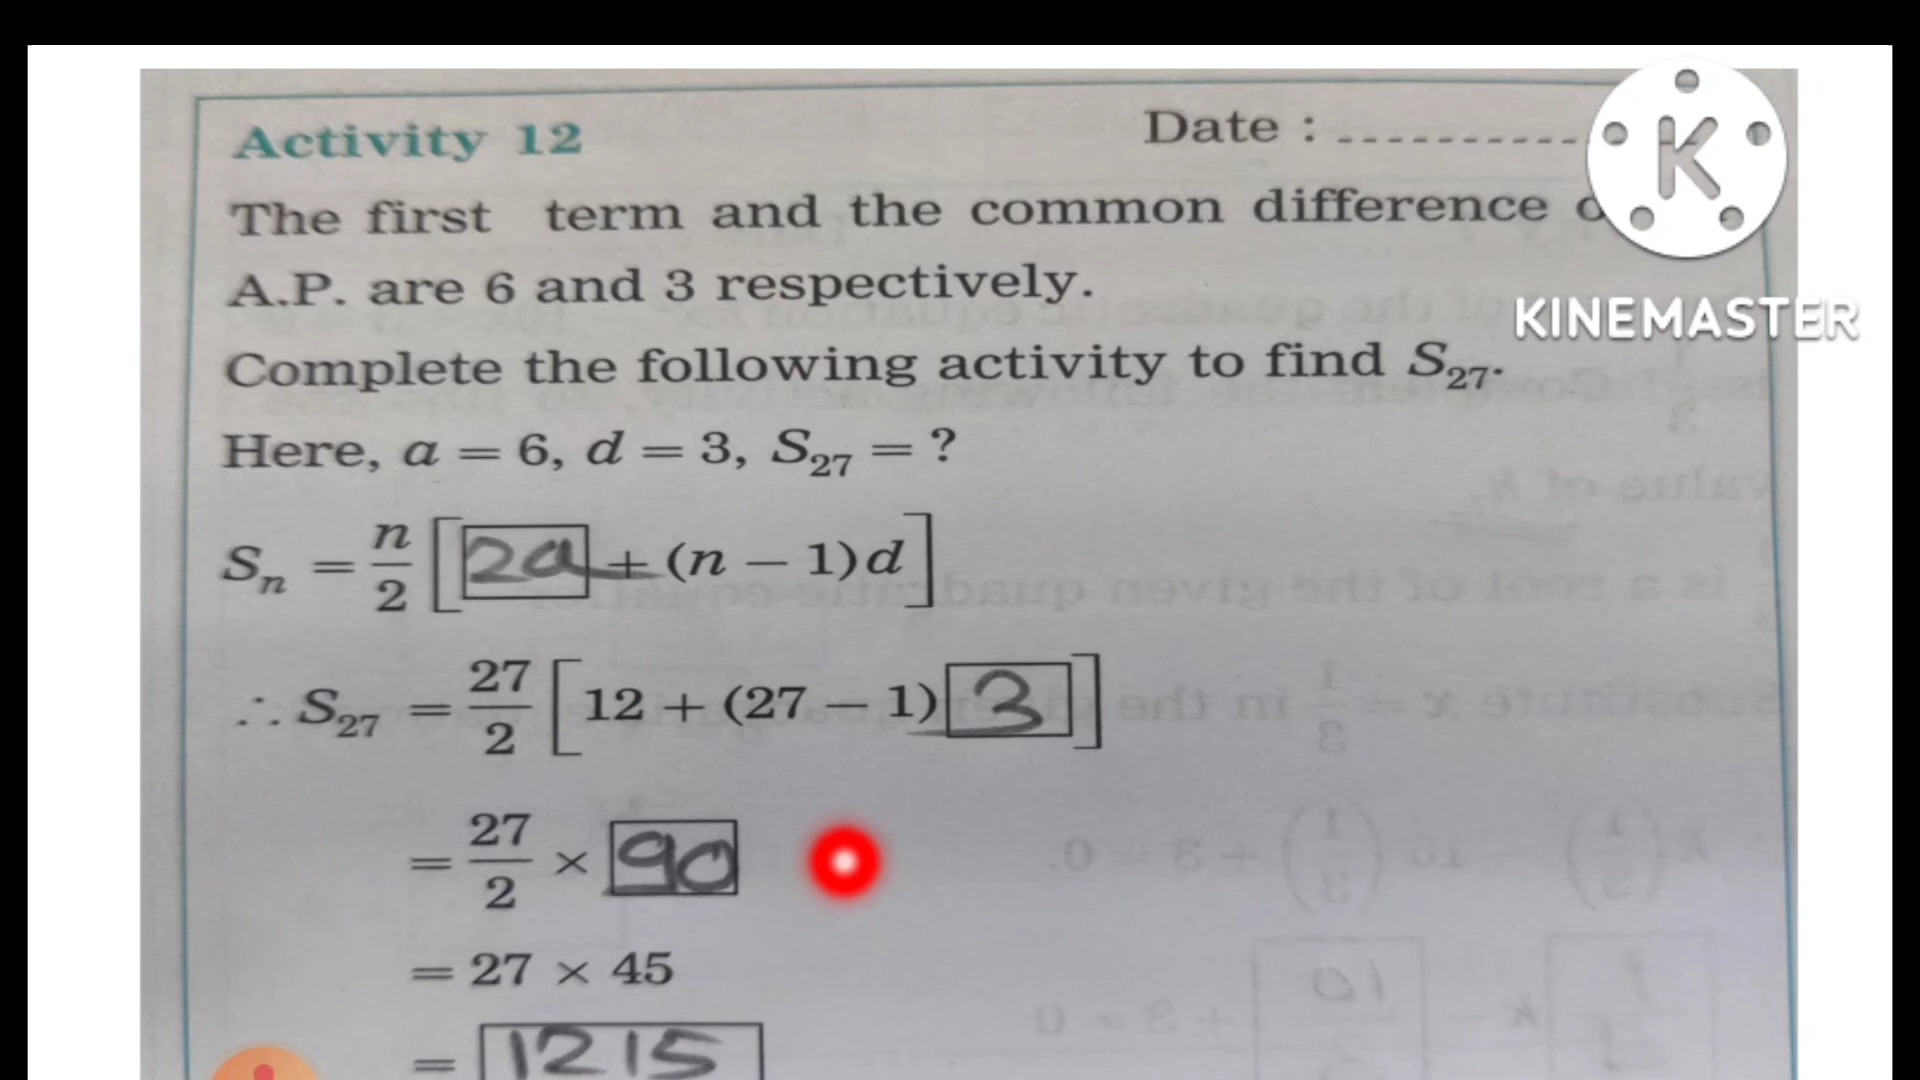 Activity 12 Date : ...........
The first term and the common difference
A.P. are 6 and 3 respectively.
KINEMASTER
Complete the following activity to find S₂₇.
Here, a = 6, d = 3, S₂₇ = ?
Sₙ = n/2 [2a + (n – 1)d]
∴ S₂₇ = 27/2 [12 + (27 – 1) 3]
= 27/2 × 90
= 27 × 45
= 1215